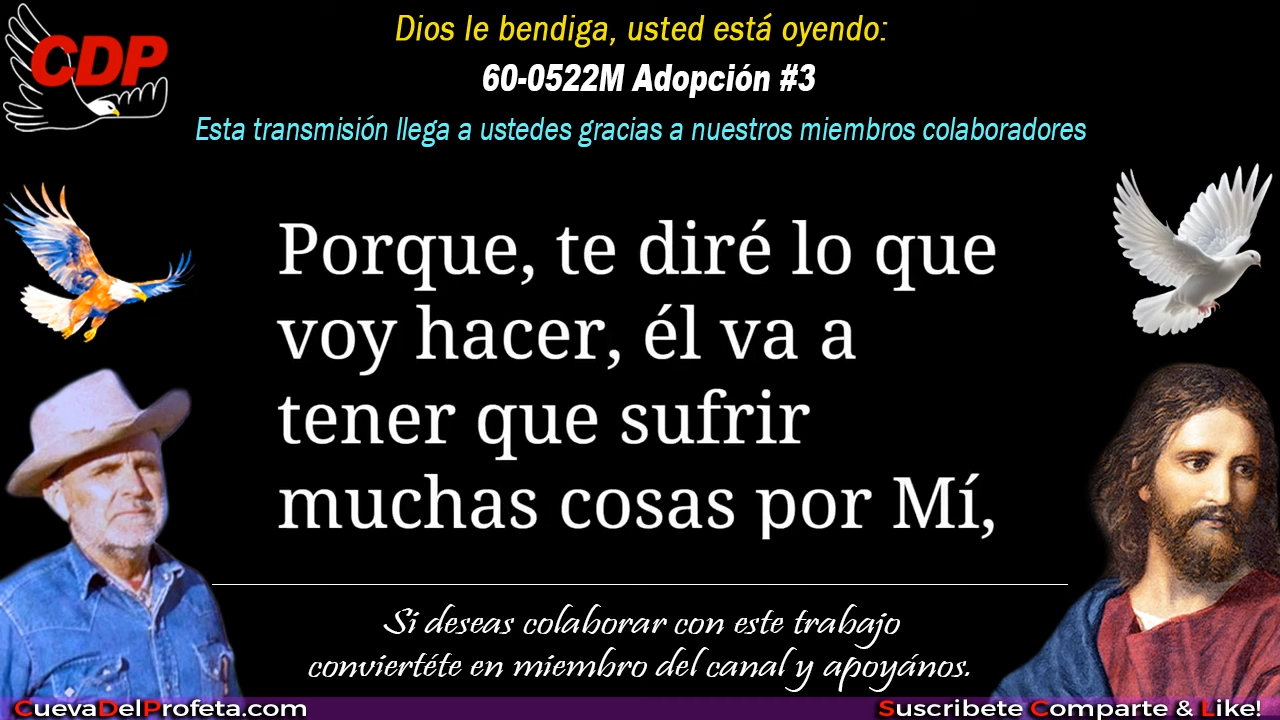 CDP
Dios le bendiga, usted está oyendo:
60-0522M Adopción #3
Esta transmisión llega a ustedes gracias a nuestros miembros colaboradores
Porque, te diré lo que
voy hacer, él va a
tener que sufrir
muchas cosas por Mí,
Si deseas colaborar con este trabajo
conviertéte en miembro del canal y apoyános.
CuevaDelProfeta.com
Suscribete Comparte & Like!